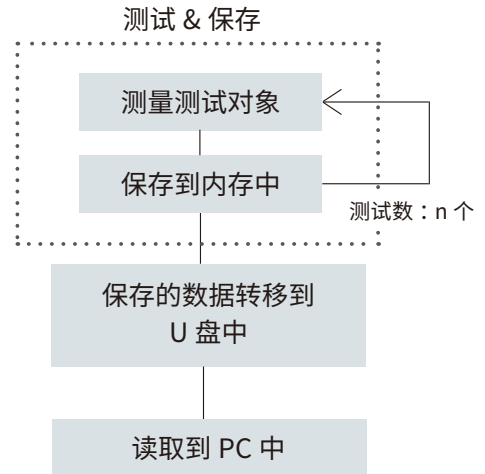 测试 & 保存
测量测试对象
保存到内存中
测试数：n 个
保存的数据转移到
U 盘中
读取到 PC 中